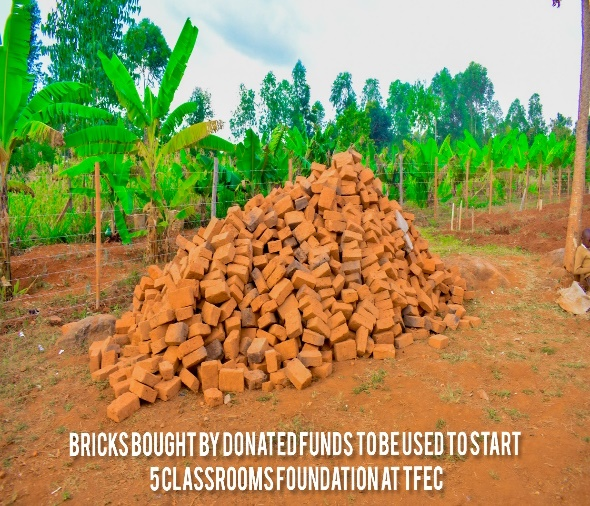 BRICKS BOUGHT BY DONATED FUNDS TO BE USED TO START
5 CLASSROOMS FOUNDATION AT TFEC